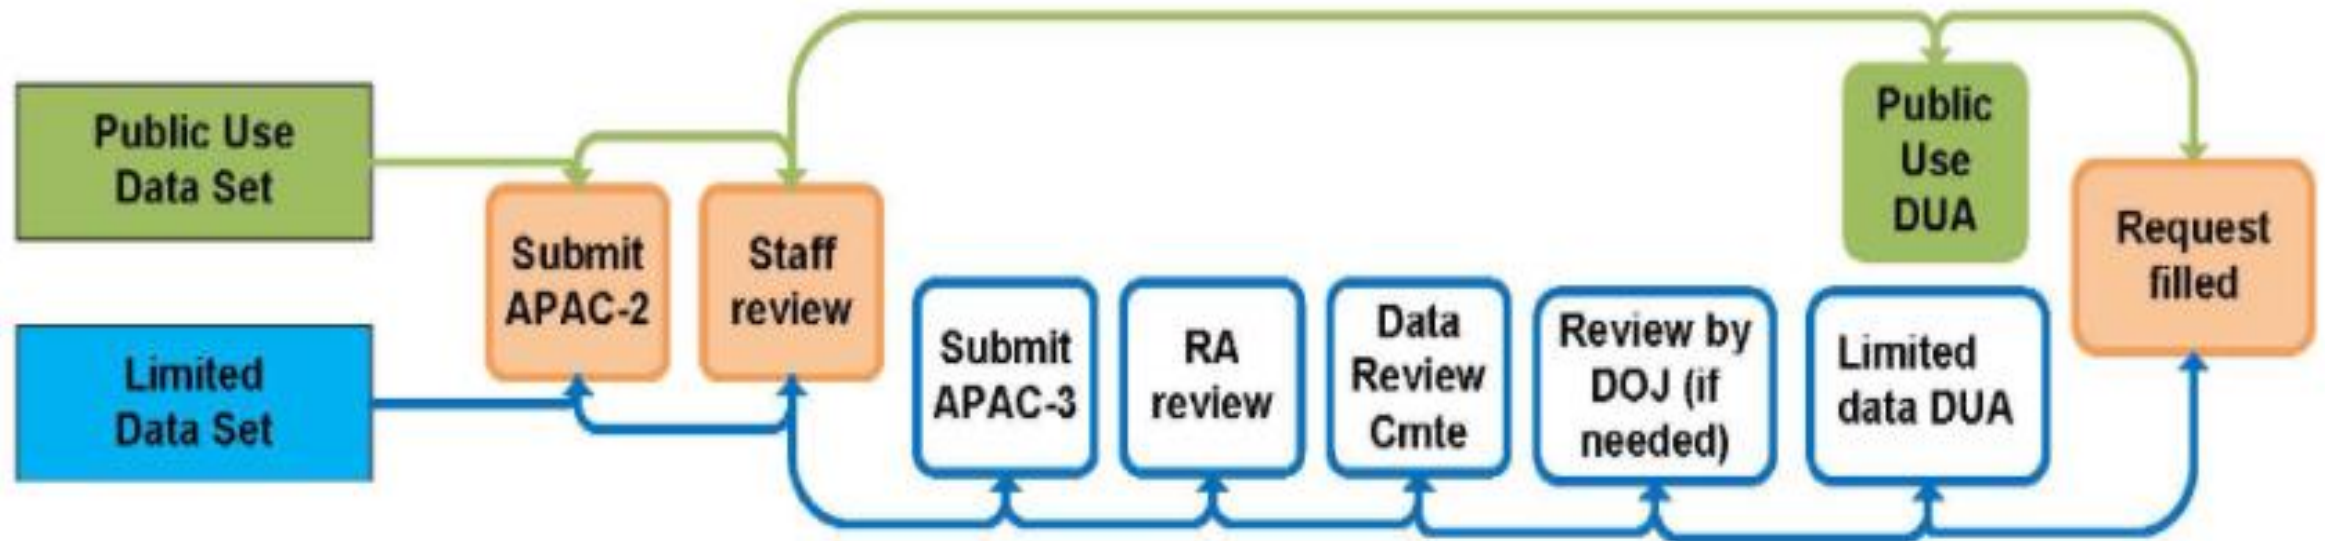 Public Use
Data Set
Limited
Data Set
Submit
APAC-2
Staff
review
Submit
APAC-3
RA
review
Data
Review
Cmte
Review by
DOJ (if
needed)
Limited
data DUA
Public
Use
DUA
Request
filled